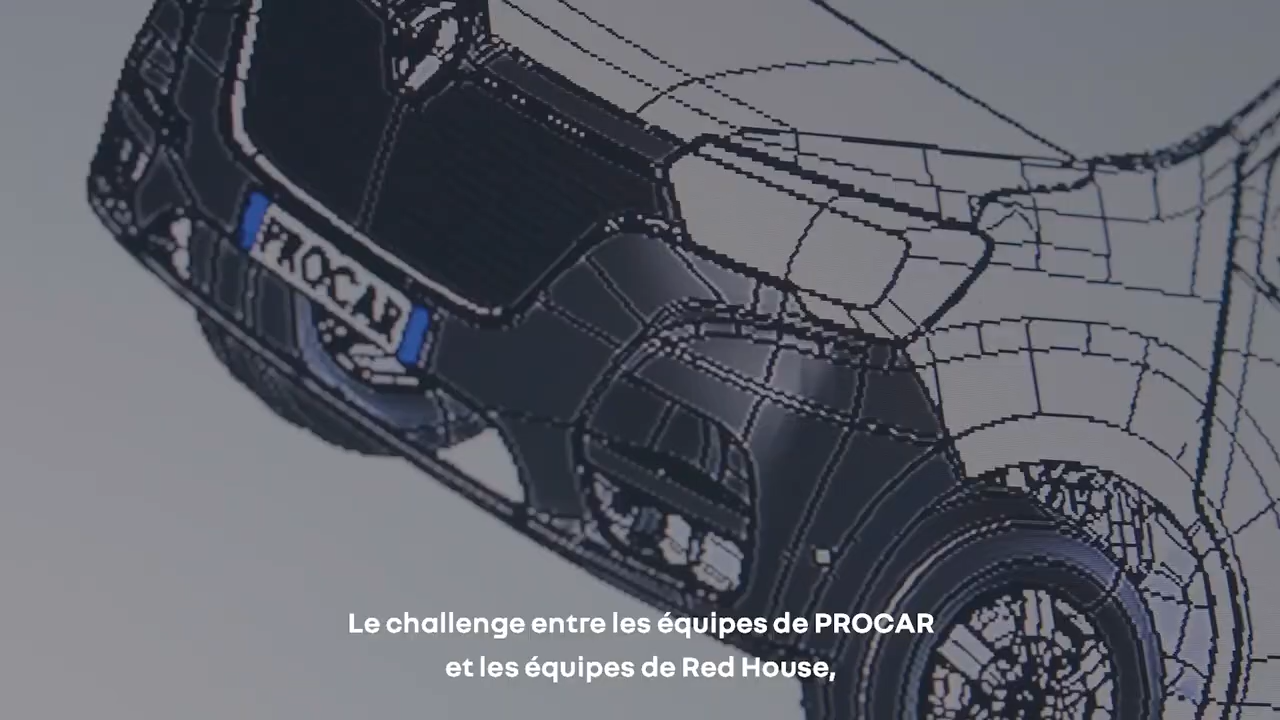 PROCAR
Le challenge entre les équipes de PROCAR
et les équipes de Red House,